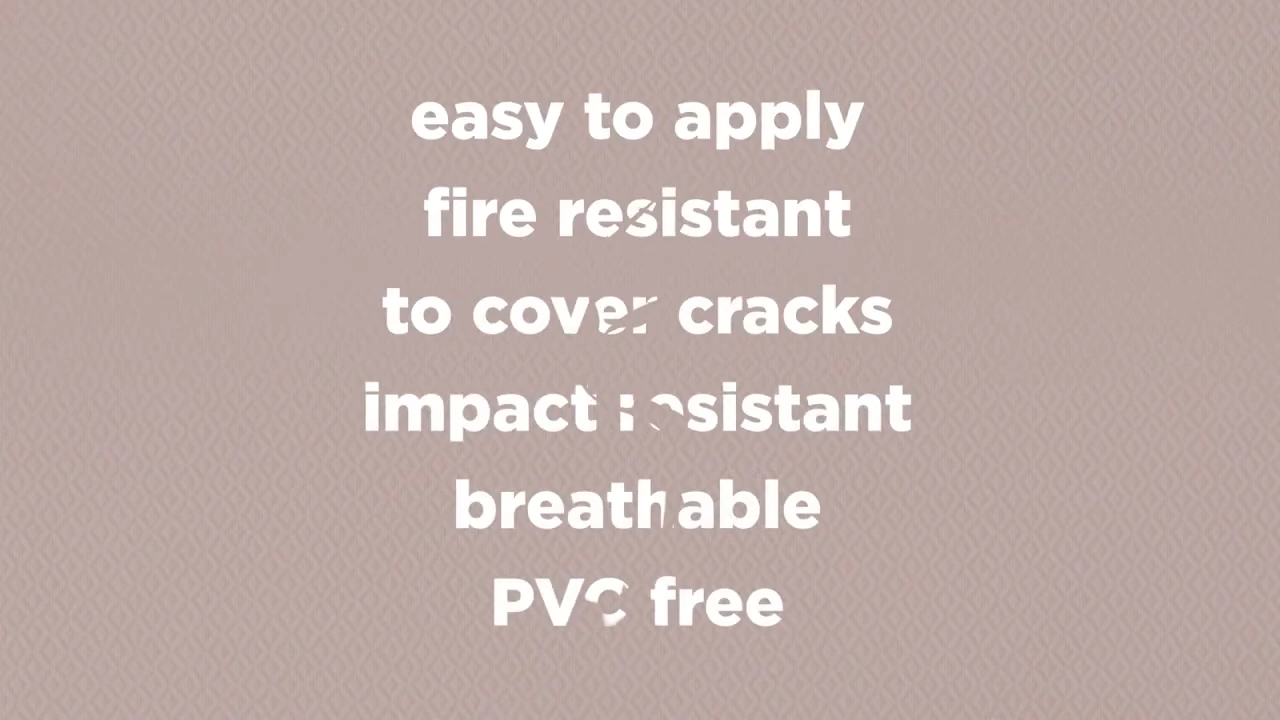 easy to apply
fire resistant
to cover cracks
impact resistant
breathable
PVC free